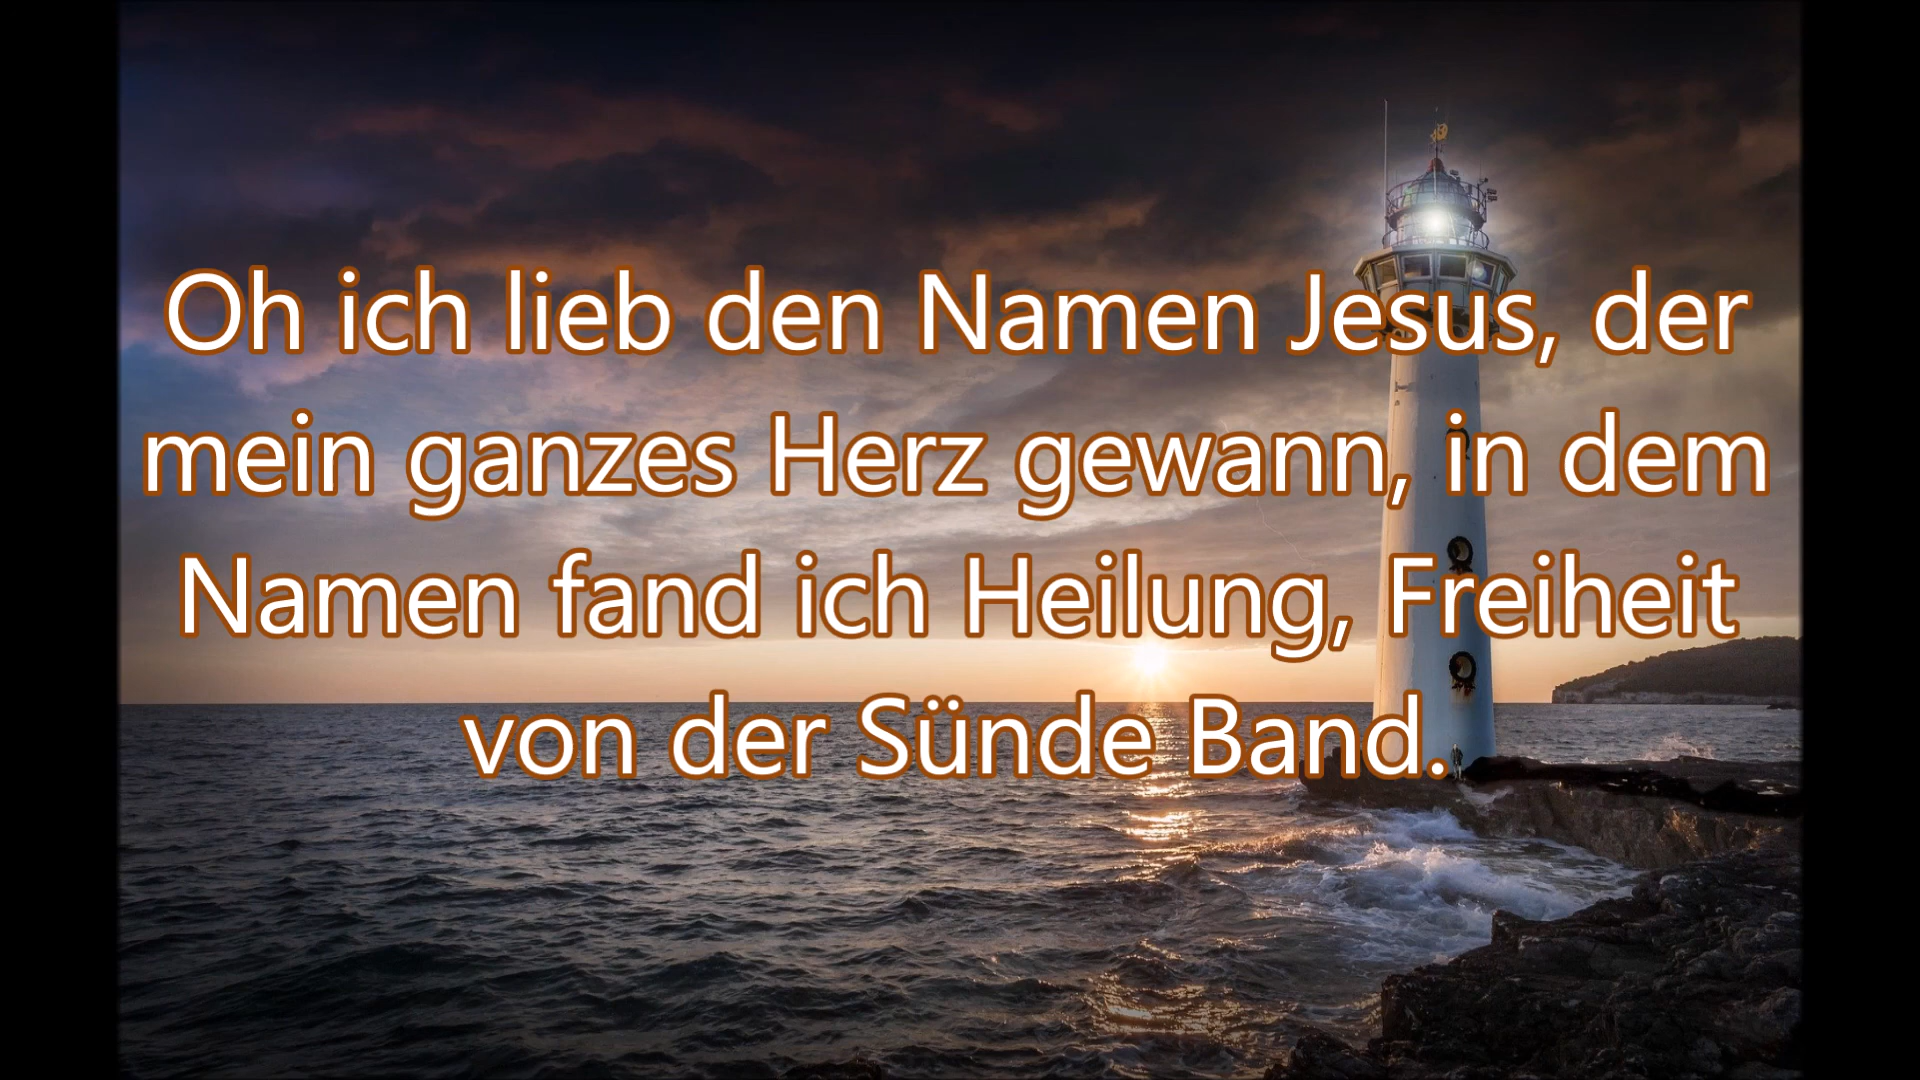 Oh ich lieb den Namen Jesus, der
mein ganzes Herz gewann, in dem
Namen fand ich Heilung, Freiheit
von der Sünde Band.